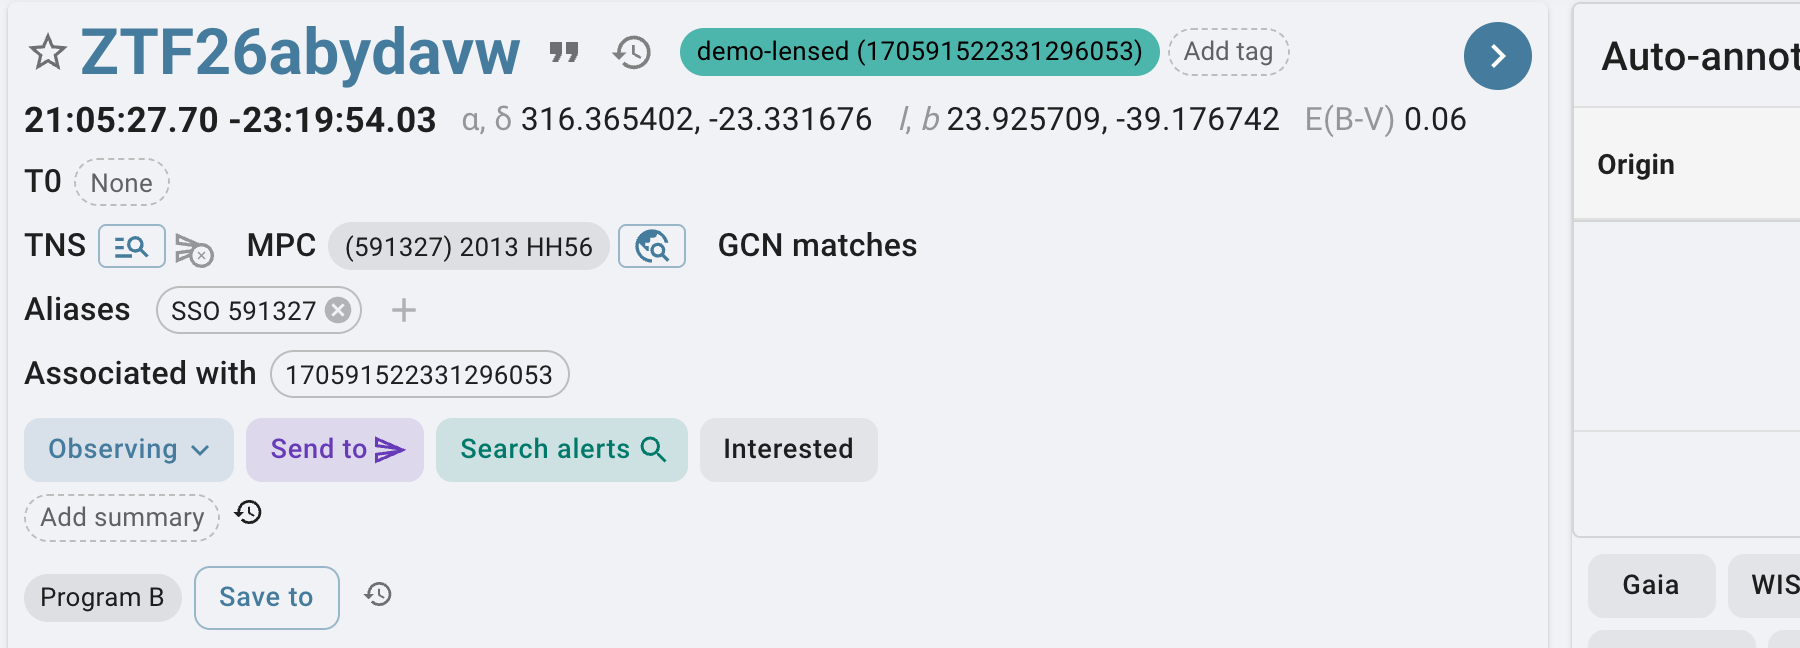 ZTF26abydavw demo-lensed (170591522331296053) Add tag
21:05:27.70 -23:19:54.03 α, δ 316.365402, -23.331676 l, b 23.925709, -39.176742 E(B-V) 0.06
T0 None
TNS MPC (591327) 2013 HH56 GCN matches
Aliases SSO 591327
Associated with 170591522331296053
Observing Send to Search alerts Interested
Add summary
Program B Save to
Auto-annot
Origin
Gaia WIS